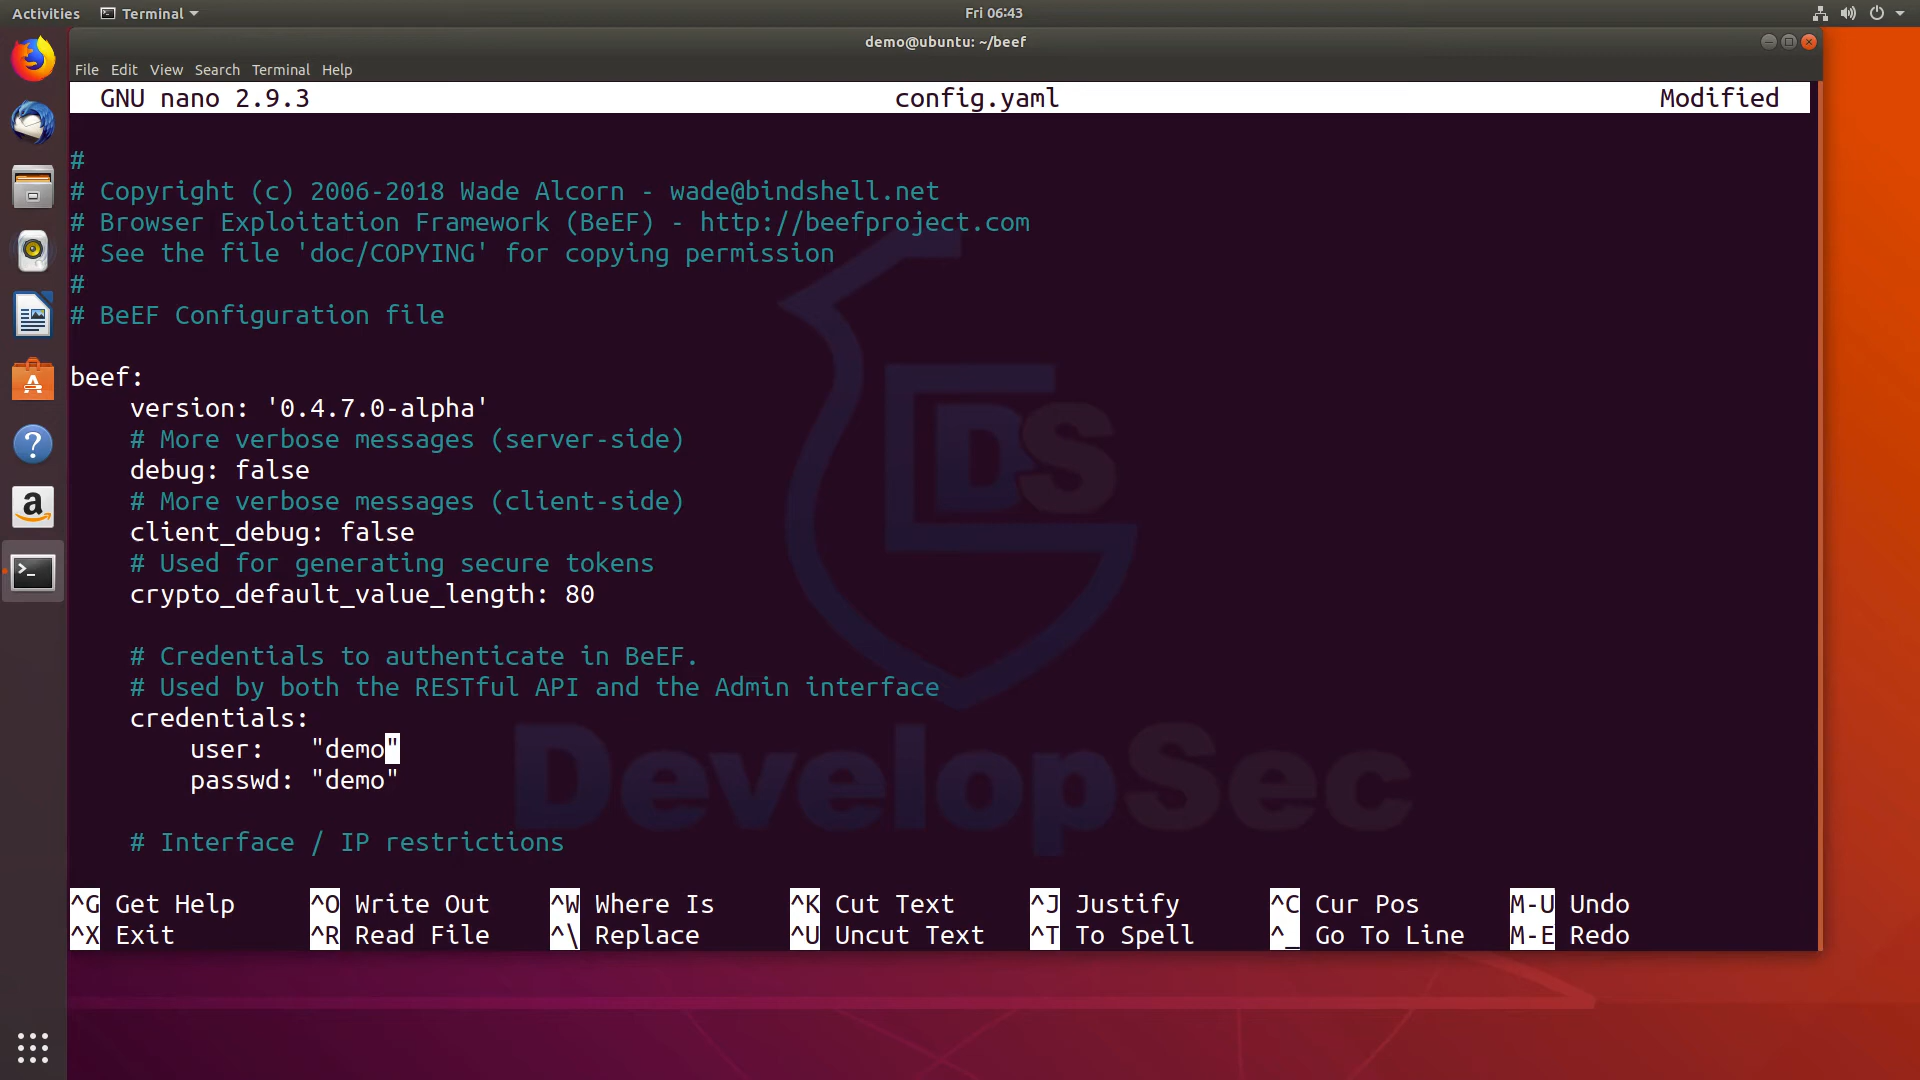 Activities Terminal Fri 06:43
demo@ubuntu: ~/beef
File Edit View Search Terminal Help
GNU nano 2.9.3 config.yaml Modified
#
# Copyright (c) 2006-2018 Wade Alcorn - wade@bindshell.net
# Browser Exploitation Framework (BeEF) - http://beefproject.com
# See the file 'doc/COPYING' for copying permission
#
# BeEF Configuration file
beef:
version: '0.4.7.0-alpha'
# More verbose messages (server-side)
debug: false
# More verbose messages (client-side)
client_debug: false
# Used for generating secure tokens
crypto_default_value_length: 80
# Credentials to authenticate in BeEF.
# Used by both the RESTful API and the Admin interface
credentials:
user: "demo"
passwd: "demo"
# Interface / IP restrictions
DS
DevelopSec
^G Get Help ^O Write Out ^W Where Is ^K Cut Text ^J Justify ^C Cur Pos M-U Undo
^X Exit ^R Read File ^\ Replace ^U Uncut Text ^T To Spell ^_ Go To Line M-E Redo